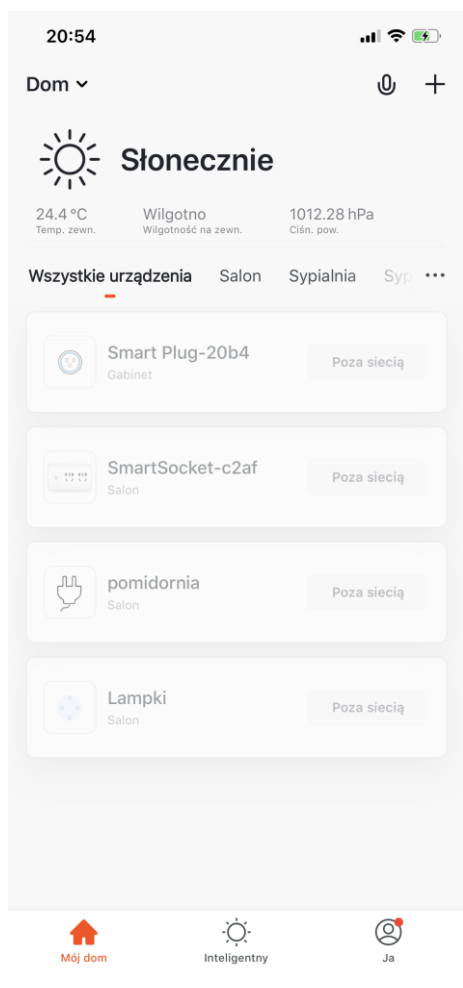 20:54
Dom
Słonecznie
24.4 °C Wilgotno 1012.28 hPa
Temp. zewn. Wilgotność na zewn. Ciśn. pow.
Wszystkie urządzenia Salon Sypialnia Syp
Smart Plug-20b4
Gabinet
Poza siecią
SmartSocket-c2af
Salon
Poza siecią
pomidornia
Salon
Poza siecią
Lampki
Salon
Poza siecią
Mój dom Inteligentny Ja